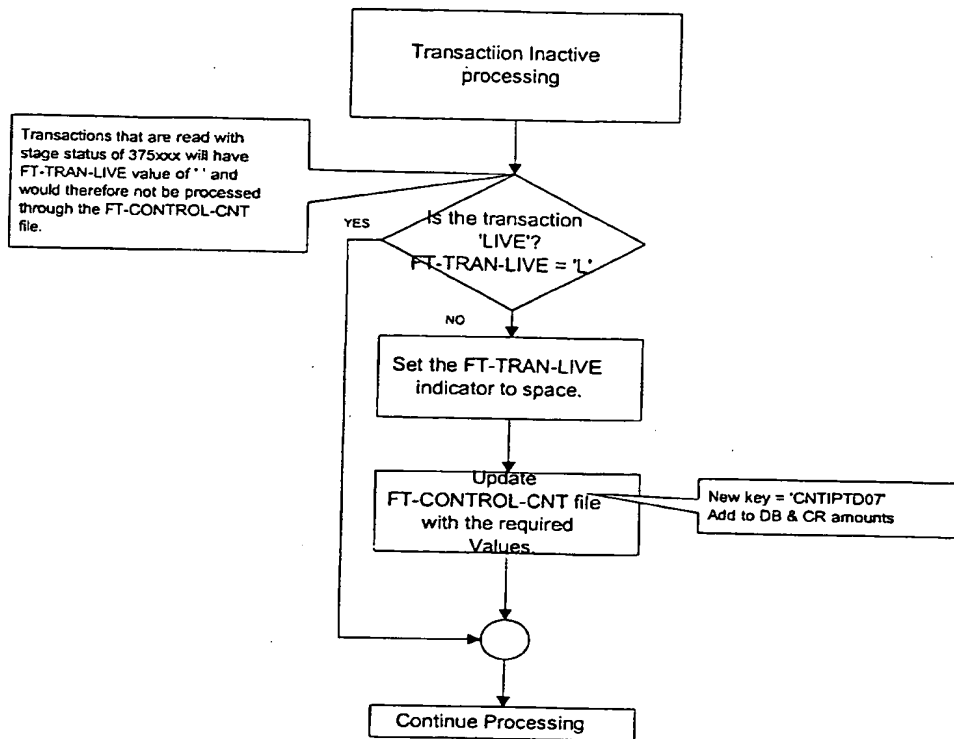 Transactiion Inactive
processing
Transactions that are read with
stage status of 375xxx will have
FT-TRAN-LIVE value of ' ' and
would therefore not be processed
through the FT-CONTROL-CNT
file.
YES
Is the transaction
'LIVE'?
FT-TRAN-LIVE = 'L'
NO
Set the FT-TRAN-LIVE
indicator to space.
Update
FT-CONTROL-CNT file
with the required
Values.
New key = 'CNTIPTD07'
Add to DB & CR amounts
Continue Processing